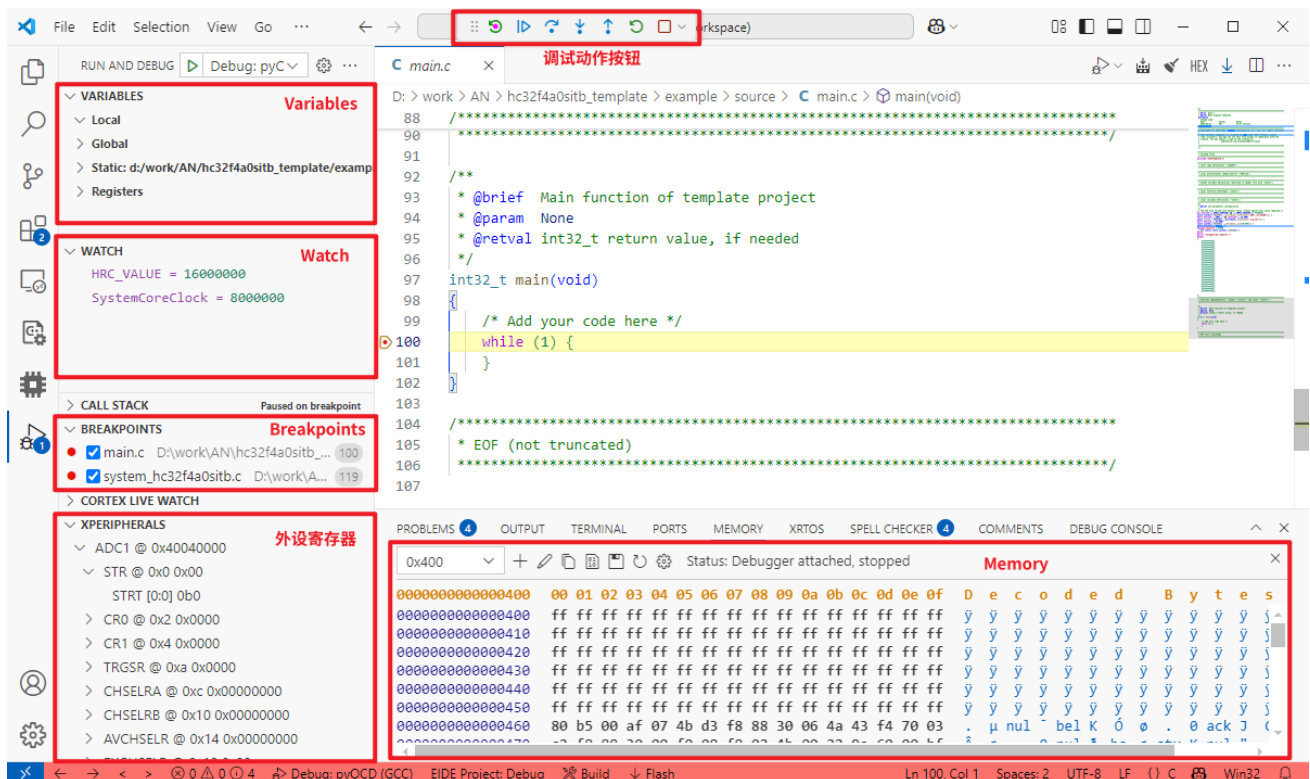 File Edit Selection View Go ··· orkspace)
调试动作按钮
RUN AND DEBUG Debug: pyC
VARIABLES
Variables
Local
Global
Static: d:/work/AN/hc32f4a0sitb_template/examp
Registers
WATCH
Watch
HRC_VALUE = 16000000
SystemCoreClock = 8000000
CALL STACK Paused on breakpoint
BREAKPOINTS
Breakpoints
main.c D:\work\AN\hc32f4a0sitb_... 100
system_hc32f4a0sitb.c D:\work\A... 119
CORTEX LIVE WATCH
XPERIPHERALS
外设寄存器
ADC1 @ 0x40040000
STR @ 0x0 0x00
STRT [0:0] 0b0
CR0 @ 0x2 0x0000
CR1 @ 0x4 0x0000
TRGSR @ 0xa 0x0000
CHSELRA @ 0xc 0x00000000
CHSELRB @ 0x10 0x00000000
AVCHSELR @ 0x14 0x00000000
2
1
C main.c ×
HEX
D: > work > AN > hc32f4a0sitb_template > example > source > C main.c > main(void)
88 /********************************************************************************
90 *******************************************************************************/
91
92 /**
93 * @brief Main function of template project
94 * @param None
95 * @retval int32_t return value, if needed
96 */
97 int32_t main(void)
98 {
99 /* Add your code here */
100 while (1) {
101 }
102 }
103
104 /********************************************************************************
105 * EOF (not truncated)
106 *******************************************************************************/
107
PROBLEMS 4 OUTPUT TERMINAL PORTS MEMORY XRTOS SPELL CHECKER 4 COMMENTS DEBUG CONSOLE
0x400 Status: Debugger attached, stopped
Memory
0000000000000400 00 01 02 03 04 05 06 07 08 09 0a 0b 0c 0d 0e 0f D e c o d e d B y t e s
0000000000000400 ff ff ff ff ff ff ff ff ff ff ff ff ff ff ff ff ÿ ÿ ÿ ÿ ÿ ÿ ÿ ÿ ÿ ÿ ÿ ÿ
0000000000000410 ff ff ff ff ff ff ff ff ff ff ff ff ff ff ff ff ÿ ÿ ÿ ÿ ÿ ÿ ÿ ÿ ÿ ÿ ÿ ÿ
0000000000000420 ff ff ff ff ff ff ff ff ff ff ff ff ff ff ff ff ÿ ÿ ÿ ÿ ÿ ÿ ÿ ÿ ÿ ÿ ÿ ÿ
0000000000000430 ff ff ff ff ff ff ff ff ff ff ff ff ff ff ff ff ÿ ÿ ÿ ÿ ÿ ÿ ÿ ÿ ÿ ÿ ÿ ÿ
0000000000000440 ff ff ff ff ff ff ff ff ff ff ff ff ff ff ff ff ÿ ÿ ÿ ÿ ÿ ÿ ÿ ÿ ÿ ÿ ÿ ÿ
0000000000000450 ff ff ff ff ff ff ff ff ff ff ff ff ff ff ff ff ÿ ÿ ÿ ÿ ÿ ÿ ÿ ÿ ÿ ÿ ÿ ÿ
0000000000000460 80 b5 00 af 07 4b d3 f8 88 30 06 4a 43 f4 70 03 . µ nul ¯ bel K Ó ø . 0 ack J
0 0 4 Debug: pyOCD (GCC) EIDE Project: Debug Build Flash Ln 100, Col 1 Spaces: 2 UTF-8 LF {} C Win32